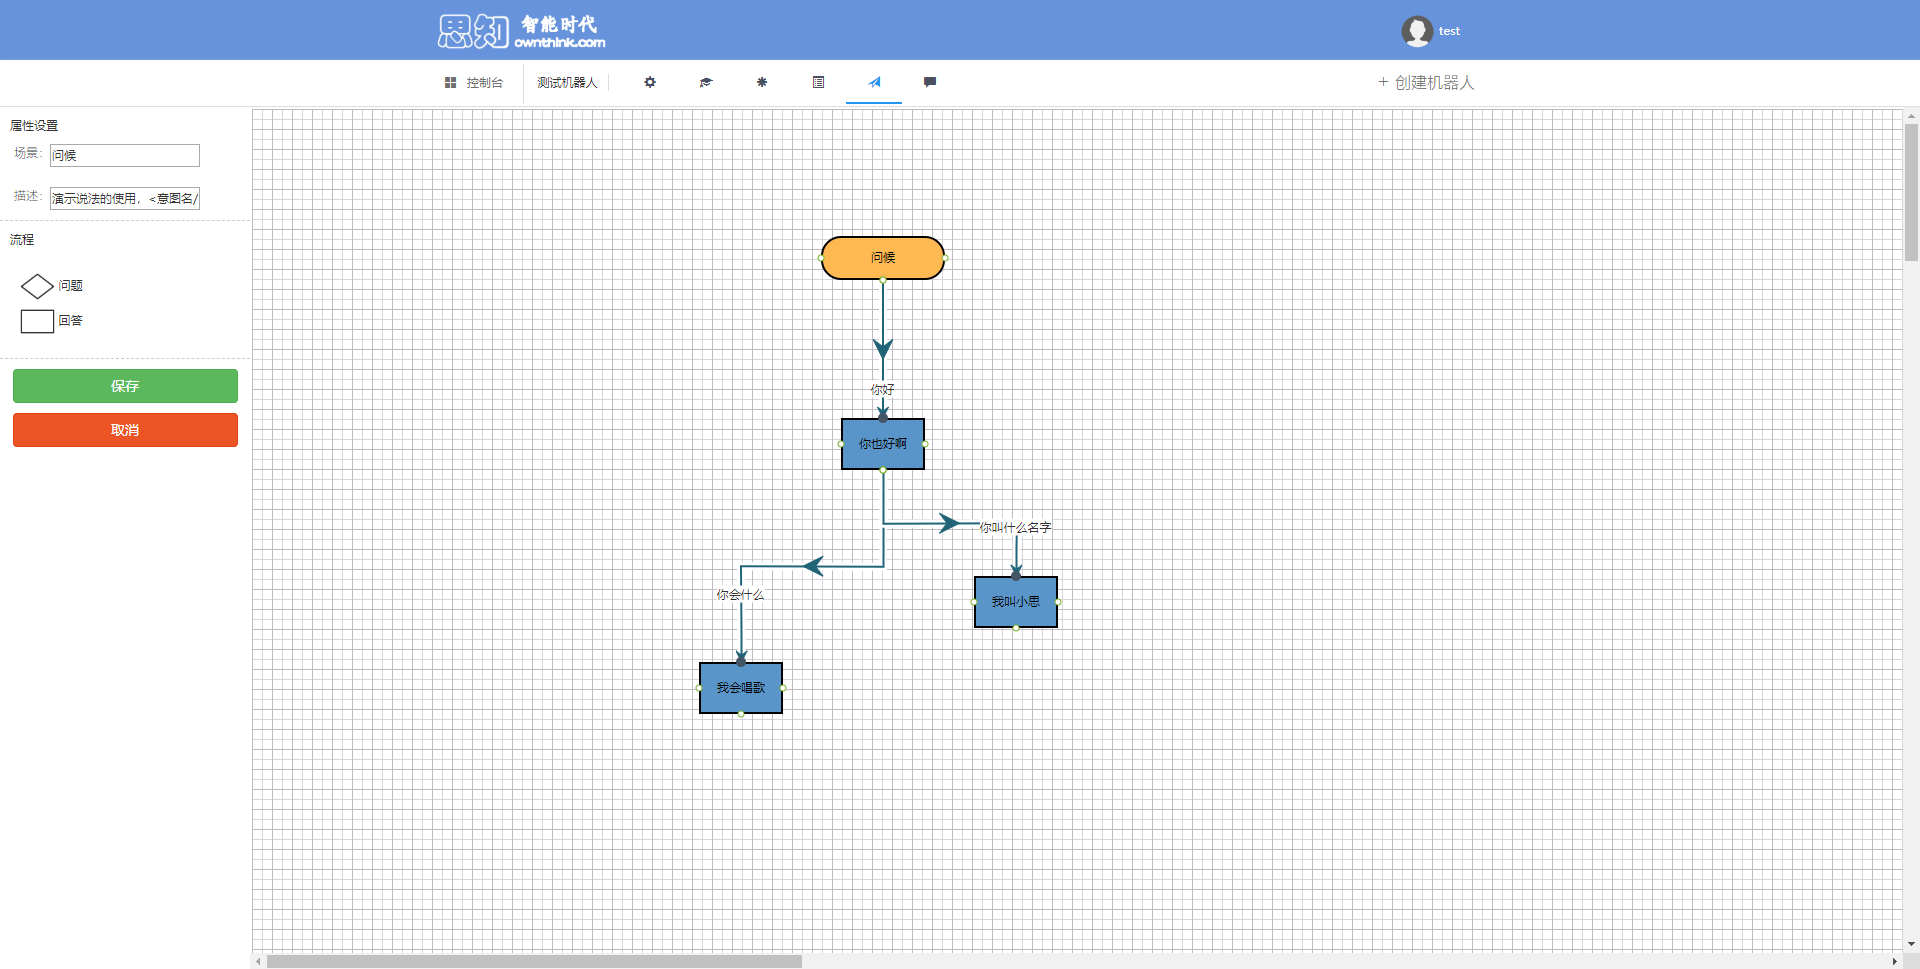 思知 智能时代
ownthink.com
test
控制台
测试机器人
+ 创建机器人
属性设置
场景:
问候
描述:
演示说法的使用，<意图名/
流程
问题
回答
保存
取消
问候
你好
你也好啊
你叫什么名字
你会什么
我叫小思
我会唱歌